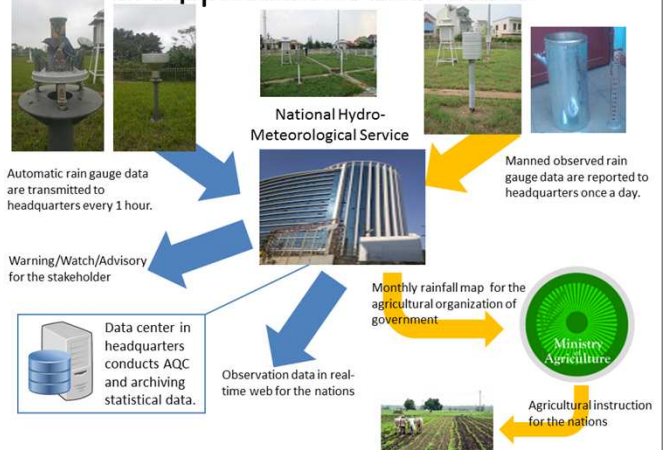 National Hydro-
Meteorological Service
Automatic rain gauge data
are transmitted to
headquarters every 1 hour.
Manned observed rain
gauge data are reported to
headquarters once a day.
Warning/Watch/Advisory
for the stakeholder
Monthly rainfall map for the
agricultural organization of
government
Ministry
Agriculture
Data center in
headquarters
conducts AQC
and archiving
statistical data.
Observation data in real-
time web for the nations
Agricultural instruction
for the nations